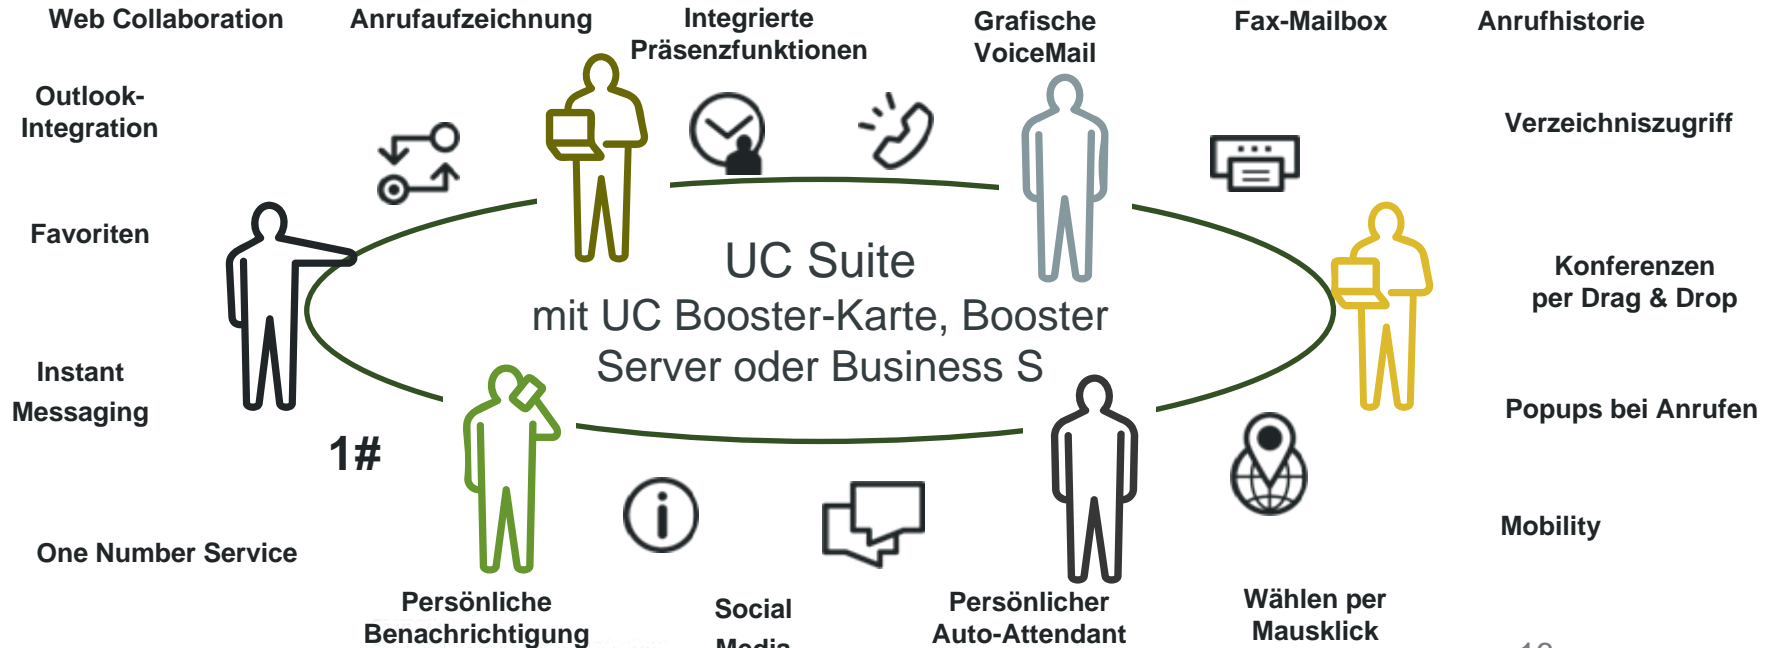 Web Collaboration
Anrufaufzeichnung
Integrierte
Präsenzfunktionen
Grafische
VoiceMail
Fax-Mailbox
Anrufhistorie
Outlook-
Integration
Verzeichniszugriff
Favoriten
UC Suite
mit UC Booster-Karte, Booster
Server oder Business S
Konferenzen
per Drag & Drop
Instant
Messaging
Popups bei Anrufen
1#
Mobility
One Number Service
Persönliche
Benachrichtigung
Social
Media
Persönlicher
Auto-Attendant
Wählen per
Mausklick